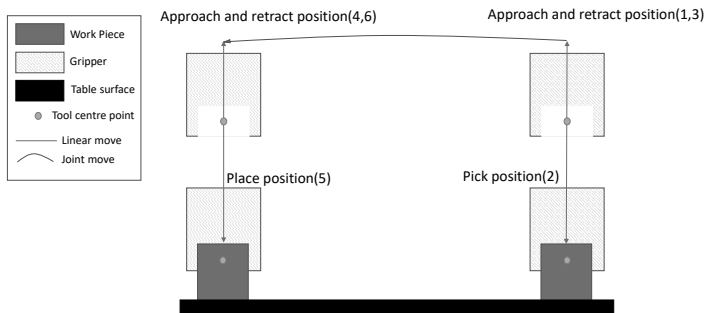 Approach and retract position(4,6)
Approach and retract position(1,3)
Work Piece
Gripper
Table surface
Tool centre point
Linear move
Joint move
Place position(5)
Pick position(2)